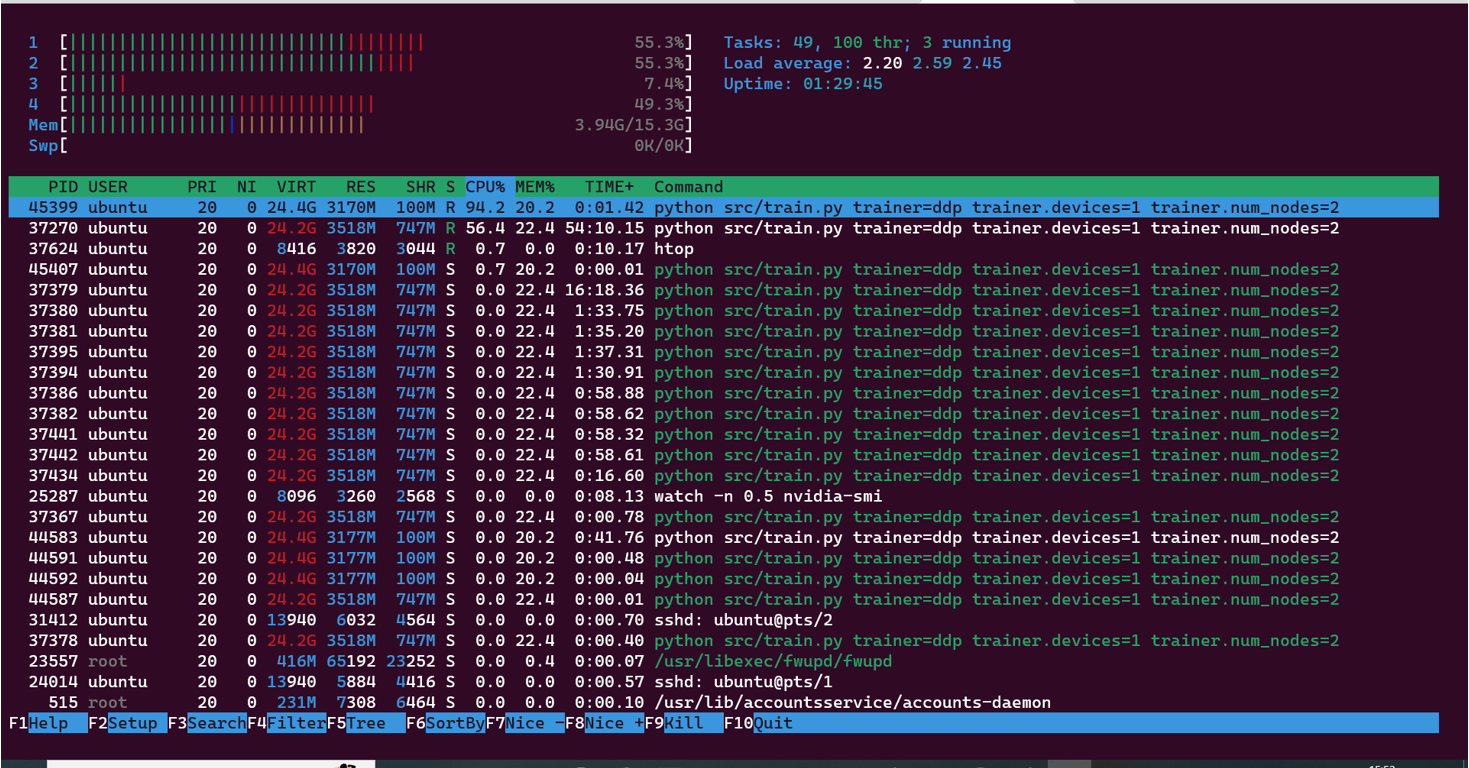 1 [|||||||||||||||||||||||||||||||||||| 55.3%] Tasks: 49, 100 thr; 3 running
2 [||||||||||||||||||||||||||||||||||| 55.3%] Load average: 2.20 2.59 2.45
3 [|||||| 7.4%] Uptime: 01:29:45
4 [||||||||||||||||||||||||||||||| 49.3%]
Mem[|||||||||||||||||||||||||||||| 3.94G/15.3G]
Swp[ 0K/0K]
PID USER PRI NI VIRT RES SHR S CPU% MEM% TIME+ Command
45399 ubuntu 20 0 24.4G 3170M 100M R 94.2 20.2 0:01.42 python src/train.py trainer=ddp trainer.devices=1 trainer.num_nodes=2
37270 ubuntu 20 0 24.2G 3518M 747M R 56.4 22.4 54:10.15 python src/train.py trainer=ddp trainer.devices=1 trainer.num_nodes=2
37624 ubuntu 20 0 8416 3820 3044 R 0.7 0.0 0:10.17 htop
45407 ubuntu 20 0 24.4G 3170M 100M S 0.7 20.2 0:00.01 python src/train.py trainer=ddp trainer.devices=1 trainer.num_nodes=2
37379 ubuntu 20 0 24.2G 3518M 747M S 0.0 22.4 16:18.36 python src/train.py trainer=ddp trainer.devices=1 trainer.num_nodes=2
37380 ubuntu 20 0 24.2G 3518M 747M S 0.0 22.4 1:33.75 python src/train.py trainer=ddp trainer.devices=1 trainer.num_nodes=2
37381 ubuntu 20 0 24.2G 3518M 747M S 0.0 22.4 1:35.20 python src/train.py trainer=ddp trainer.devices=1 trainer.num_nodes=2
37395 ubuntu 20 0 24.2G 3518M 747M S 0.0 22.4 1:37.31 python src/train.py trainer=ddp trainer.devices=1 trainer.num_nodes=2
37394 ubuntu 20 0 24.2G 3518M 747M S 0.0 22.4 1:30.91 python src/train.py trainer=ddp trainer.devices=1 trainer.num_nodes=2
37386 ubuntu 20 0 24.2G 3518M 747M S 0.0 22.4 0:58.88 python src/train.py trainer=ddp trainer.devices=1 trainer.num_nodes=2
37382 ubuntu 20 0 24.2G 3518M 747M S 0.0 22.4 0:58.62 python src/train.py trainer=ddp trainer.devices=1 trainer.num_nodes=2
37441 ubuntu 20 0 24.2G 3518M 747M S 0.0 22.4 0:58.32 python src/train.py trainer=ddp trainer.devices=1 trainer.num_nodes=2
37442 ubuntu 20 0 24.2G 3518M 747M S 0.0 22.4 0:58.61 python src/train.py trainer=ddp trainer.devices=1 trainer.num_nodes=2
37434 ubuntu 20 0 24.2G 3518M 747M S 0.0 22.4 0:16.60 python src/train.py trainer=ddp trainer.devices=1 trainer.num_nodes=2
25287 ubuntu 20 0 8096 3260 2568 S 0.0 0.0 0:08.13 watch -n 0.5 nvidia-smi
37367 ubuntu 20 0 24.2G 3518M 747M S 0.0 22.4 0:00.78 python src/train.py trainer=ddp trainer.devices=1 trainer.num_nodes=2
44583 ubuntu 20 0 24.4G 3177M 100M S 0.0 20.2 0:41.76 python src/train.py trainer=ddp trainer.devices=1 trainer.num_nodes=2
44591 ubuntu 20 0 24.4G 3177M 100M S 0.0 20.2 0:00.48 python src/train.py trainer=ddp trainer.devices=1 trainer.num_nodes=2
44592 ubuntu 20 0 24.4G 3177M 100M S 0.0 20.2 0:00.04 python src/train.py trainer=ddp trainer.devices=1 trainer.num_nodes=2
44587 ubuntu 20 0 24.2G 3518M 747M S 0.0 22.4 0:00.01 python src/train.py trainer=ddp trainer.devices=1 trainer.num_nodes=2
31412 ubuntu 20 0 13940 6032 4564 S 0.0 0.0 0:00.70 sshd: ubuntu@pts/2
37378 ubuntu 20 0 24.2G 3518M 747M S 0.0 22.4 0:00.40 python src/train.py trainer=ddp trainer.devices=1 trainer.num_nodes=2
23557 root 20 0 416M 65192 23252 S 0.0 0.4 0:00.07 /usr/libexec/fwupd/fwupd
24014 ubuntu 20 0 13940 5884 4416 S 0.0 0.0 0:00.57 sshd: ubuntu@pts/1
515 root 20 0 231M 7308 6464 S 0.0 0.0 0:00.10 /usr/lib/accountsservice/accounts-daemon
F1Help F2Setup F3SearchF4FilterF5Tree F6SortByF7Nice -F8Nice +F9Kill F10Quit